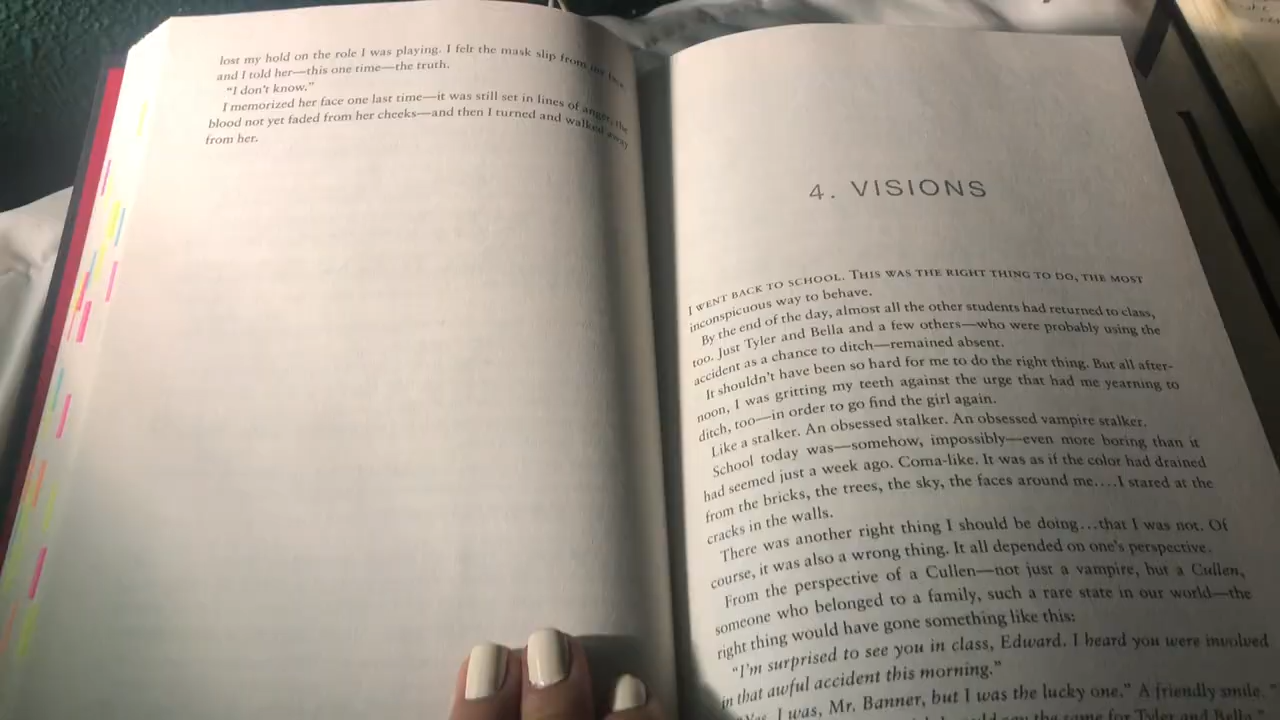 lost my hold on the role I was playing. I felt the mask slip from my face,
and I told her—this one time—the truth.
“I don't know.”
I memorized her face one last time—it was still set in lines of anger, the
blood not yet faded from her cheeks—and then I turned and walked away
from her.
4. VISIONS
I WENT BACK TO SCHOOL. THIS WAS THE RIGHT THING TO DO, THE MOST
inconspicuous way to behave.
By the end of the day, almost all the other students had returned to class,
too. Just Tyler and Bella and a few others—who were probably using the
accident as a chance to ditch—remained absent.
It shouldn't have been so hard for me to do the right thing. But all after-
noon, I was gritting my teeth against the urge that had me yearning to
ditch, too—in order to go find the girl again.
Like a stalker. An obsessed stalker. An obsessed vampire stalker.
School today was—somehow, impossibly—even more boring than it
had seemed just a week ago. Coma-like. It was as if the color had drained
from the bricks, the trees, the sky, the faces around me....I stared at the
cracks in the walls.
There was another right thing I should be doing...that I was not. Of
course, it was also a wrong thing. It all depended on one's perspective.
From the perspective of a Cullen—not just a vampire, but a Cullen,
someone who belonged to a family, such a rare state in our world—the
right thing would have gone something like this:
“I'm surprised to see you in class, Edward. I heard you were involved
in that awful accident this morning.”
“Yes, I was, Mr. Banner, but I was the lucky one.” A friendly smile. “
say the same for Tyler and Bella.”